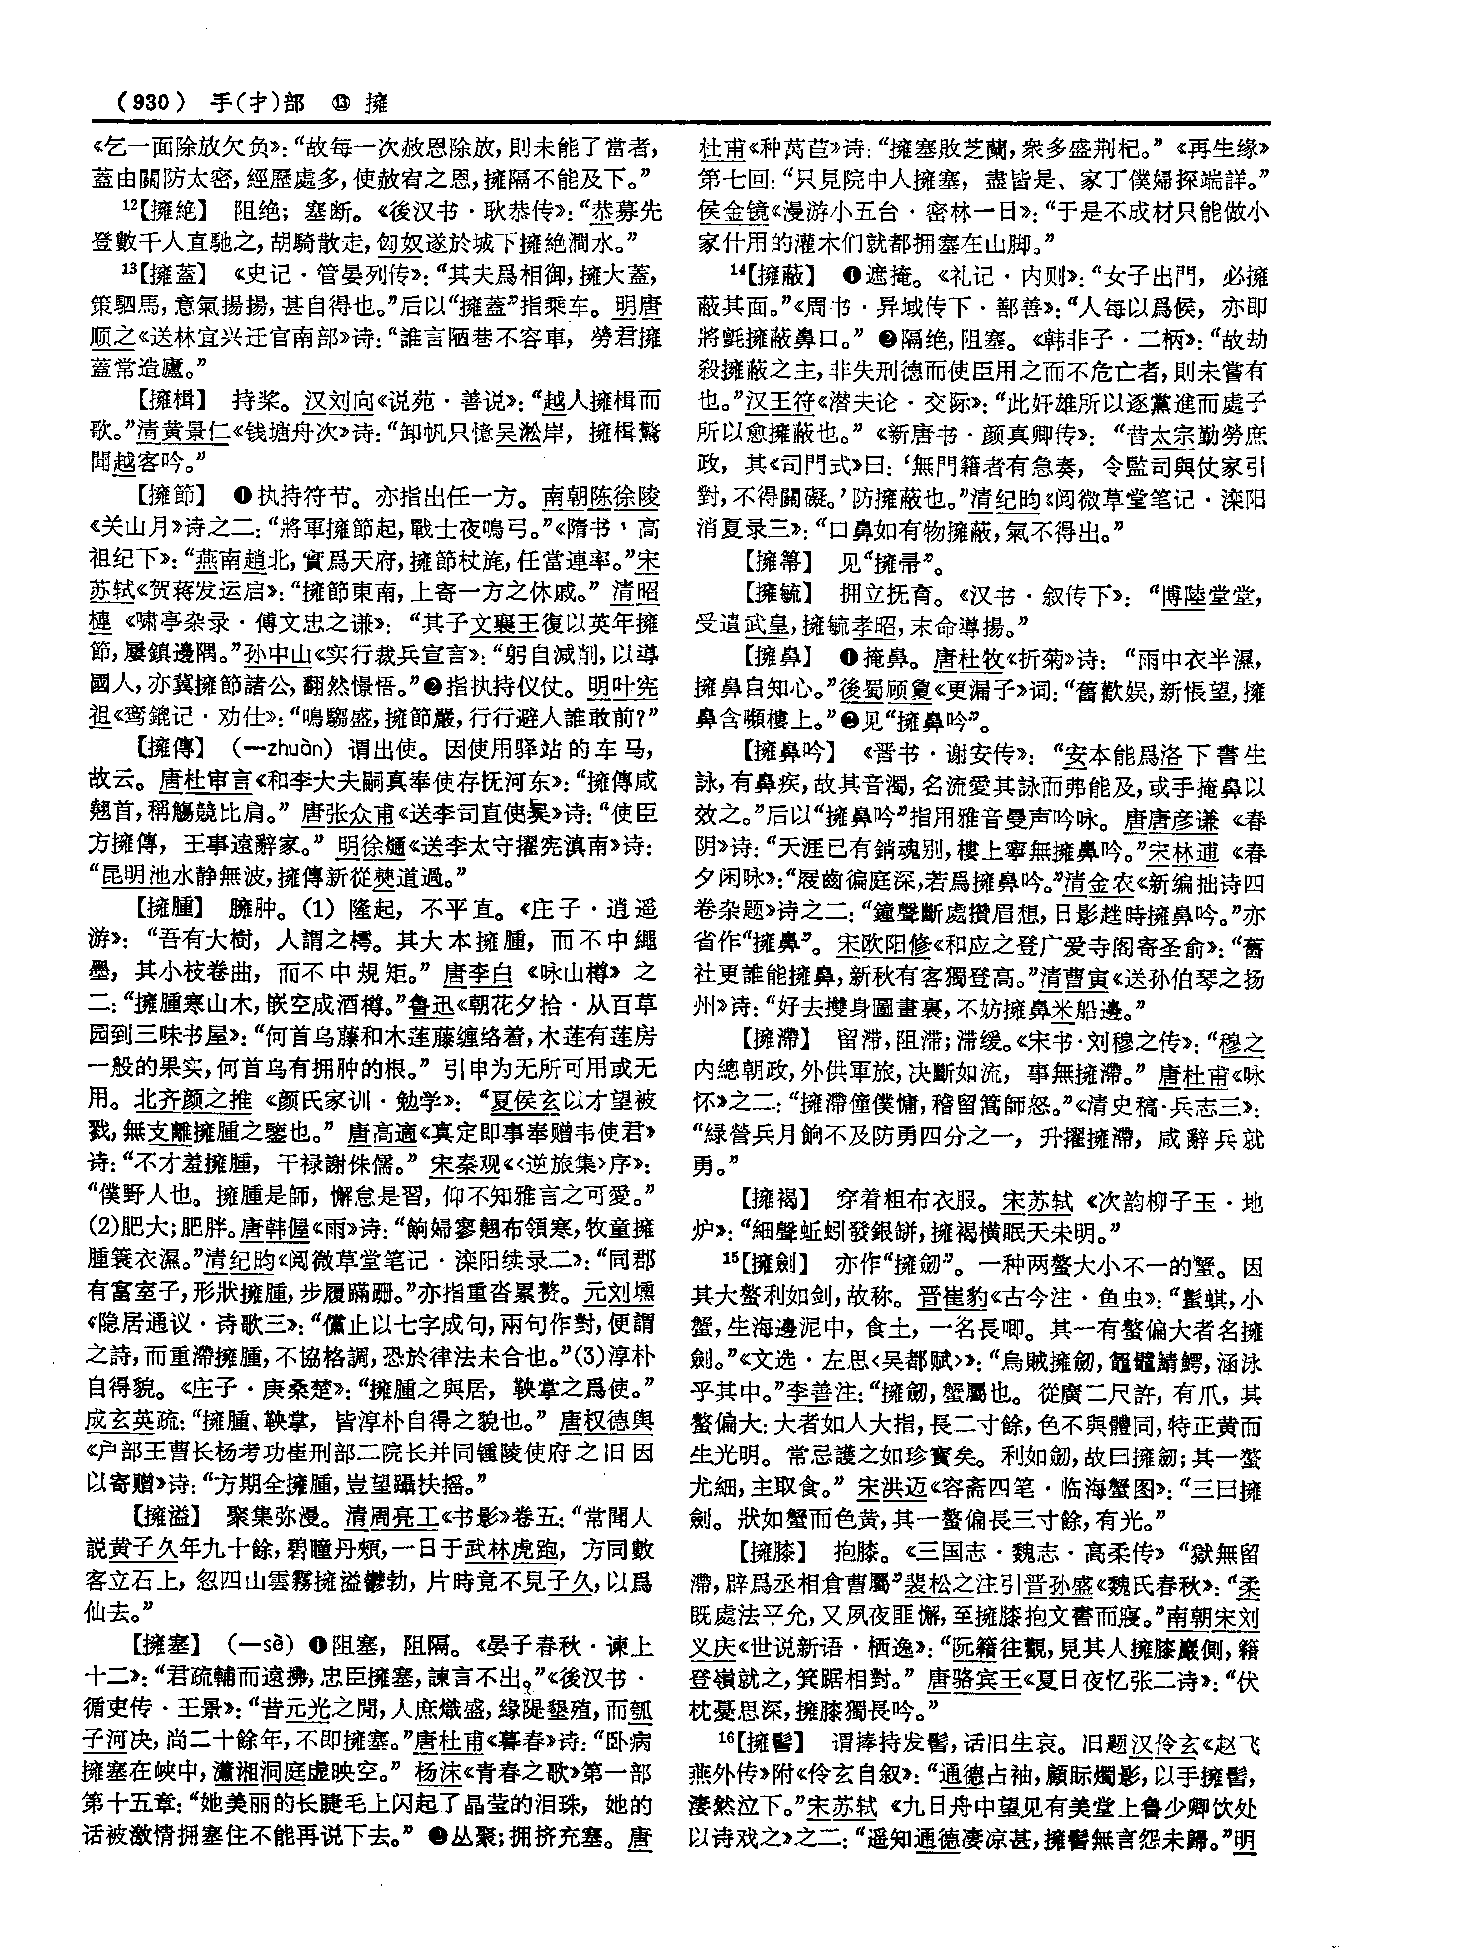 （930） 手(扌)部 ⑬ 擁
《乞一面除放欠负》：“故每一次赦恩除放，則未能了當者，
蓋由關防太密，經歷處多，使赦宥之恩，擁隔不能及下。”
12【擁絶】 阻绝；塞断。《後汉书·耿恭传》：“恭募先
登數千人直馳之，胡騎散走，匈奴遂於城下擁絶澗水。”
13【擁蓋】 《史记·管晏列传》：“其夫爲相御，擁大蓋，
策駟馬，意氣揚揚，甚自得也。”后以“擁蓋”指乘车。明唐
顺之《送林宜兴迁官南部》诗：“誰言陋巷不容車，勞君擁
蓋常造廬。”
【擁楫】 持桨。汉刘向《说苑·善说》：“越人擁楫而
歌。”清黄景仁《钱塘舟次》诗：“卸帆只憶吴淞岸，擁楫驚
聞越客吟。”
【擁節】 ❶执持符节。亦指出任一方。南朝陈徐陵
《关山月》诗之二：“將軍擁節起，戰士夜鳴弓。”《隋书·高
祖纪下》：“燕南趙北，實爲天府，擁節杖旄，任當連率。”宋
苏轼《贺蒋发运启》：“擁節東南，上寄一方之休戚。” 清昭
槤《啸亭杂录·傅文忠之谦》：“其子文襄王復以英年擁
節，屢鎮邊隅。”孙中山《实行裁兵宣言》：“躬自減削，以導
國人，亦冀擁節諸公，翻然憬悟。”❷指执持仪仗。明叶宪
祖《鸾鎞记·劝仕》：“鳴騶盛，擁節嚴，行行避人誰敢前？”
【擁傳】 （—zhuàn）谓出使。因使用驿站的车马，
故云。唐杜审言《和李大夫嗣真奉使存抚河东》：“擁傳咸
翹首，稱觴競比肩。” 唐张众甫《送李司直使吴》诗：“使臣
方擁傳，王事遠辭家。” 明徐𤊹《送李太守擢宪滇南》诗：
“昆明池水静無波，擁傳新從僰道過。”
【擁腫】 臃肿。(1) 隆起，不平直。《庄子·逍遥
游》：“吾有大樹，人謂之樗。其大本擁腫，而不中繩
墨，其小枝卷曲，而不中規矩。” 唐李白《咏山樽》之
二：“擁腫寒山木，嵌空成酒樽。”鲁迅《朝花夕拾·从百草
园到三味书屋》：“何首乌藤和木莲藤缠络着，木莲有莲房
一般的果实，何首乌有拥肿的根。” 引申为无所可用或无
用。北齐颜之推《颜氏家训·勉学》：“夏侯玄以才望被
戮，無支離擁腫之鑒也。” 唐高適《真定即事奉赠韦使君》
诗：“不才羞擁腫，干禄謝侏儒。” 宋秦观《〈逆旅集〉序》：
“僕野人也。擁腫是師，懈怠是習，仰不知雅言之可愛。”
(2)肥大；肥胖。唐韩偓《雨》诗：“餉婦寥翹布領寒，牧童擁
腫蓑衣濕。”清纪昀《阅微草堂笔记·滦阳续录二》：“同郡
有富室子，形狀擁腫，步履蹣跚。”亦指重沓累赘。元刘壎
《隐居通议·诗歌三》：“儻止以七字成句，兩句作對，便謂
之詩，而重滯擁腫，不協格調，恐於律法未合也。”(3)淳朴
自得貌。《庄子·庚桑楚》：“擁腫之與居，鞅掌之爲使。”
成玄英疏：“擁腫、鞅掌，皆淳朴自得之貌也。” 唐权德舆
《户部王曹长杨考功崔刑部二院长并同锺陵使府之旧因
以寄赠》诗：“方期全擁腫，豈望躡扶摇。”
【擁溢】 聚集弥漫。清周亮工《书影》卷五：“常聞人
説黄子久年九十餘，碧瞳丹頰，一日于武林虎跑，方同數
客立石上，忽四山雲霧擁溢鬱勃，片時竟不見子久，以爲
仙去。”
【擁塞】 （—sè）❶阻塞，阻隔。《晏子春秋·谏上
十二》：“君疏輔而遠拂，忠臣擁塞，諫言不出。”《後汉书·
循吏传·王景》：“昔元光之閒，人庶熾盛，緣隄墾殖，而瓠
子河决，尚二十餘年，不即擁塞。”唐杜甫《暮春》诗：“卧病
擁塞在峽中，瀟湘洞庭虚映空。” 杨沫《青春之歌》第一部
第十五章：“她美丽的长睫毛上闪起了晶莹的泪珠，她的
话被激情拥塞住不能再说下去。” ❷丛聚；拥挤充塞。唐
杜甫《种莴苣》诗：“擁塞敗芝蘭，衆多盛荆杞。” 《再生缘》
第七回：“只見院中人擁塞，盡皆是、家丁僕婦探端詳。”
侯金镜《漫游小五台·密林一日》：“于是不成材只能做小
家什用的灌木们就都拥塞在山脚。”
14【擁蔽】 ❶遮掩。《礼记·内则》：“女子出門，必擁
蔽其面。”《周书·异域传下·鄯善》：“人每以爲候，亦即
將氈擁蔽鼻口。” ❷隔绝，阻塞。《韩非子·二柄》：“故劫
殺擁蔽之主，非失刑德而使臣用之而不危亡者，則未嘗有
也。”汉王符《潜夫论·交际》：“此奸雄所以逐黨進而處子
所以愈擁蔽也。” 《新唐书·颜真卿传》：“昔太宗勤勞庶
政，其《司門式》曰：‘無門籍者有急奏，令監司與仗家引
對，不得關礙。’防擁蔽也。”清纪昀《阅微草堂笔记·滦阳
消夏录三》：“口鼻如有物擁蔽，氣不得出。”
【擁箒】 见“擁帚”。
【擁毓】 拥立抚育。《汉书·叙传下》：“博陸堂堂，
受遣武皇，擁毓孝昭，末命導揚。”
【擁鼻】 ❶掩鼻。唐杜牧《折菊》诗：“雨中衣半濕，
擁鼻自知心。”後蜀顾敻《更漏子》词：“舊歡娱，新悵望，擁
鼻含嚬樓上。”❷见“擁鼻吟”。
【擁鼻吟】 《晋书·谢安传》：“安本能爲洛下書生
詠，有鼻疾，故其音濁，名流愛其詠而弗能及，或手掩鼻以
效之。”后以“擁鼻吟”指用雅音曼声吟咏。唐唐彦谦《春
阴》诗：“天涯已有銷魂别，樓上寧無擁鼻吟。”宋林逋《春
夕闲咏》：“屐齒徧庭深，若爲擁鼻吟。”清金农《新编拙诗四
卷杂题》诗之二：“鐘聲斷處攢眉想，日影趖時擁鼻吟。”亦
省作“擁鼻”。宋欧阳修《和应之登广爱寺阁寄圣俞》：“舊
社更誰能擁鼻，新秋有客獨登高。”清曹寅《送孙伯琴之扬
州》诗：“好去攪身圖畫裏，不妨擁鼻米船邊。”
【擁滯】 留滞，阻滞；滞缓。《宋书·刘穆之传》：“穆之
内總朝政，外供軍旅，决斷如流，事無擁滯。” 唐杜甫《咏
怀》之二：“擁滯僮僕慵，稽留篙師怒。”《清史稿·兵志三》：
“緑營兵月餉不及防勇四分之一，升擢擁滯，咸辭兵就
勇。”
【擁褐】 穿着粗布衣服。宋苏轼《次韵柳子玉·地
炉》：“細聲蚯蚓發銀缾，擁褐横眠天未明。”
15【擁劍】 亦作“擁劒”。一种两螯大小不一的蟹。因
其大螯利如剑，故称。晋崔豹《古今注·鱼虫》：“蟚蜞，小
蟹，生海邊泥中，食土，一名長唧。其一有螯偏大者名擁
劍。”《文选·左思〈吴都赋〉》：“烏賊擁劒，𪓟鼊鯖鰐，涵泳
乎其中。”李善注：“擁劒，蟹屬也。從廣二尺許，有爪，其
螯偏大：大者如人大指，長二寸餘，色不與體同，特正黄而
生光明。常忌護之如珍寶矣。利如劒，故曰擁劒；其一螯
尤細，主取食。” 宋洪迈《容斋四笔·临海蟹图》：“三曰擁
劍。狀如蟹而色黄，其一螯偏長三寸餘，有光。”
【擁膝】 抱膝。《三国志·魏志·高柔传》“獄無留
滯，辟爲丞相倉曹屬”裴松之注引晋孙盛《魏氏春秋》：“柔
既處法平允，又夙夜匪懈，至擁膝抱文書而寢。”南朝宋刘
义庆《世说新语·栖逸》：“阮籍往觀，見其人擁膝巖側，籍
登嶺就之，箕踞相對。” 唐骆宾王《夏日夜忆张二诗》：“伏
枕憂思深，擁膝獨長吟。”
16【擁髻】 谓捧持发髻，话旧生哀。旧题汉伶玄《赵飞
燕外传》附《伶玄自叙》：“通德占袖，顧眎燭影，以手擁髻，
淒然泣下。”宋苏轼《九日舟中望见有美堂上鲁少卿饮处
以诗戏之》之二：“遥知通德凄凉甚，擁髻無言怨未歸。”明